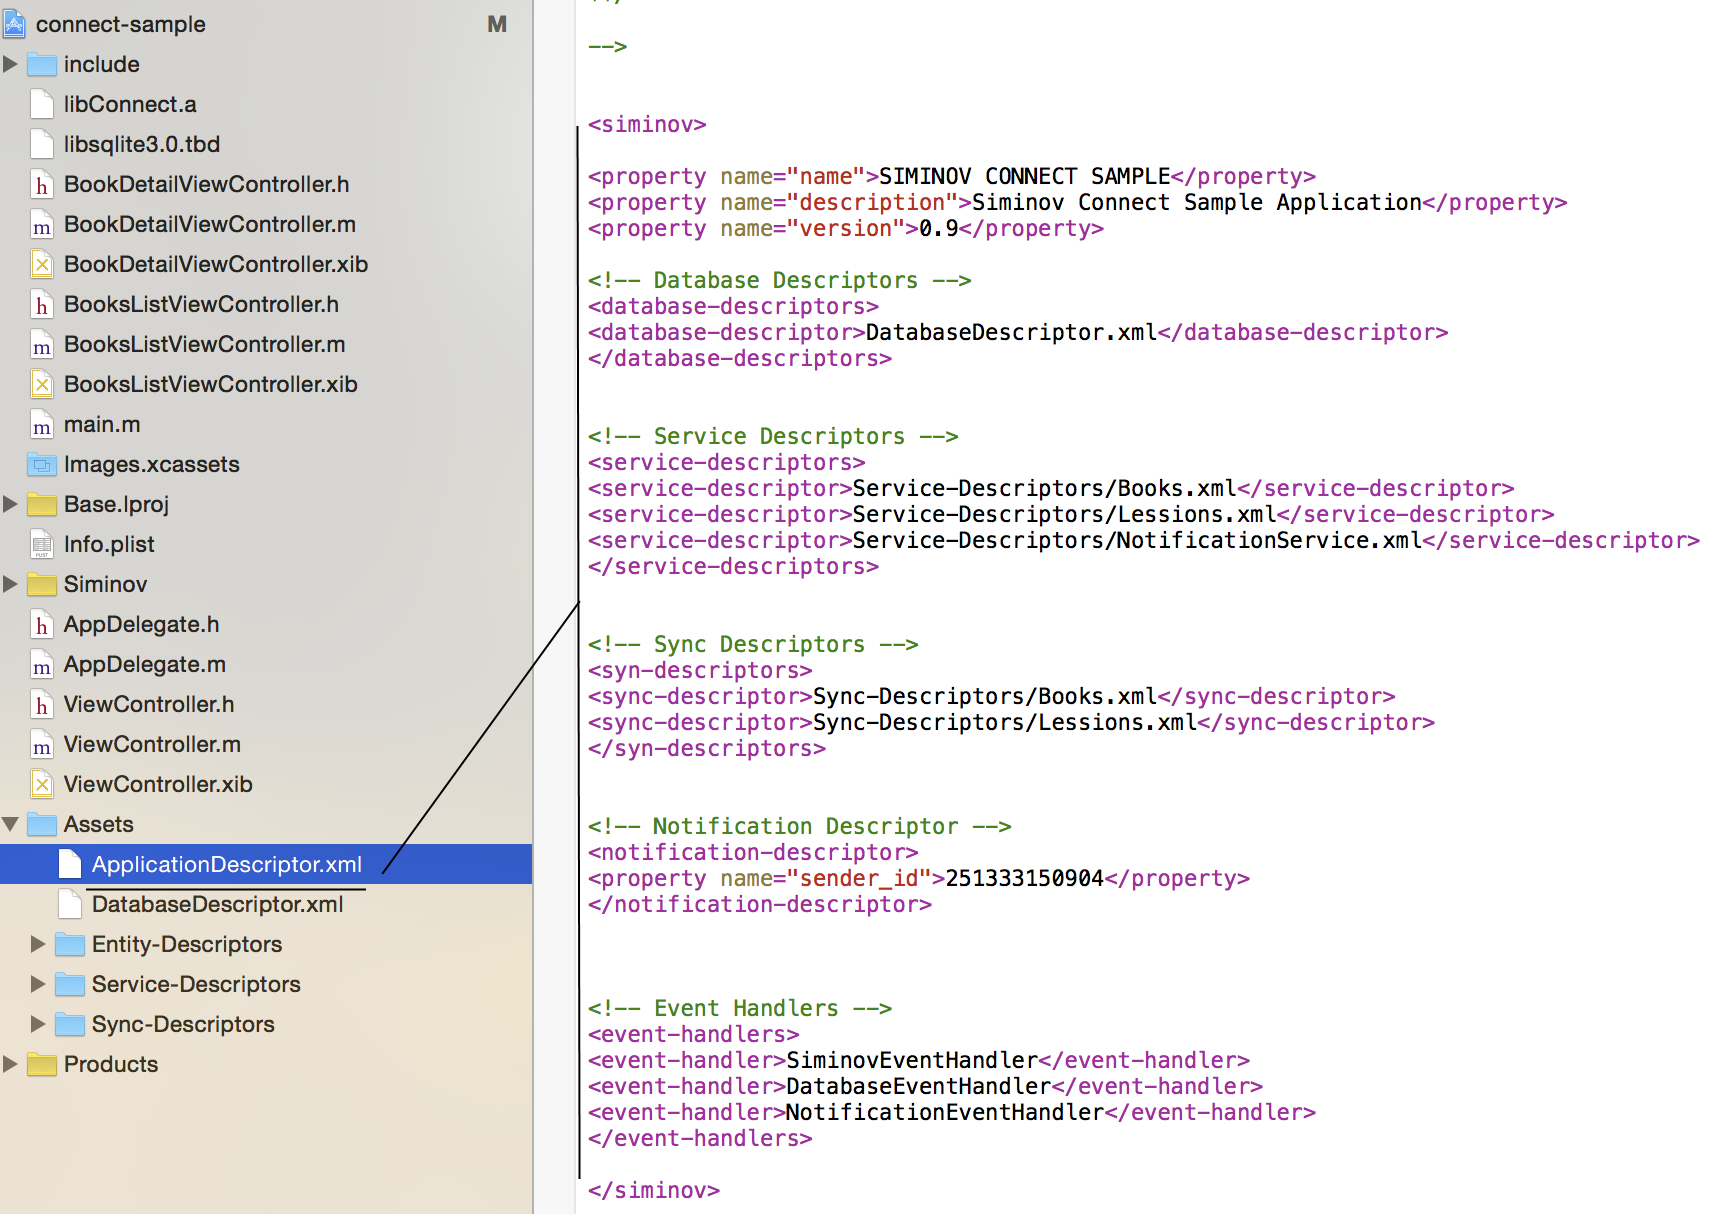 connect-sample M
include
libConnect.a
libsqlite3.0.tbd
h BookDetailViewController.h
m BookDetailViewController.m
BookDetailViewController.xib
h BooksListViewController.h
m BooksListViewController.m
BooksListViewController.xib
m main.m
Images.xcassets
Base.lproj
Info.plist
Siminov
h AppDelegate.h
m AppDelegate.m
h ViewController.h
m ViewController.m
ViewController.xib
Assets
ApplicationDescriptor.xml
DatabaseDescriptor.xml
Entity-Descriptors
Service-Descriptors
Sync-Descriptors
Products
-->
<siminov>
<property name="name">SIMINOV CONNECT SAMPLE</property>
<property name="description">Siminov Connect Sample Application</property>
<property name="version">0.9</property>
<!-- Database Descriptors -->
<database-descriptors>
<database-descriptor>DatabaseDescriptor.xml</database-descriptor>
</database-descriptors>
<!-- Service Descriptors -->
<service-descriptors>
<service-descriptor>Service-Descriptors/Books.xml</service-descriptor>
<service-descriptor>Service-Descriptors/Lessions.xml</service-descriptor>
<service-descriptor>Service-Descriptors/NotificationService.xml</service-descriptor>
</service-descriptors>
<!-- Sync Descriptors -->
<syn-descriptors>
<sync-descriptor>Sync-Descriptors/Books.xml</sync-descriptor>
<sync-descriptor>Sync-Descriptors/Lessions.xml</sync-descriptor>
</syn-descriptors>
<!-- Notification Descriptor -->
<notification-descriptor>
<property name="sender_id">251333150904</property>
</notification-descriptor>
<!-- Event Handlers -->
<event-handlers>
<event-handler>SiminovEventHandler</event-handler>
<event-handler>DatabaseEventHandler</event-handler>
<event-handler>NotificationEventHandler</event-handler>
</event-handlers>
</siminov>